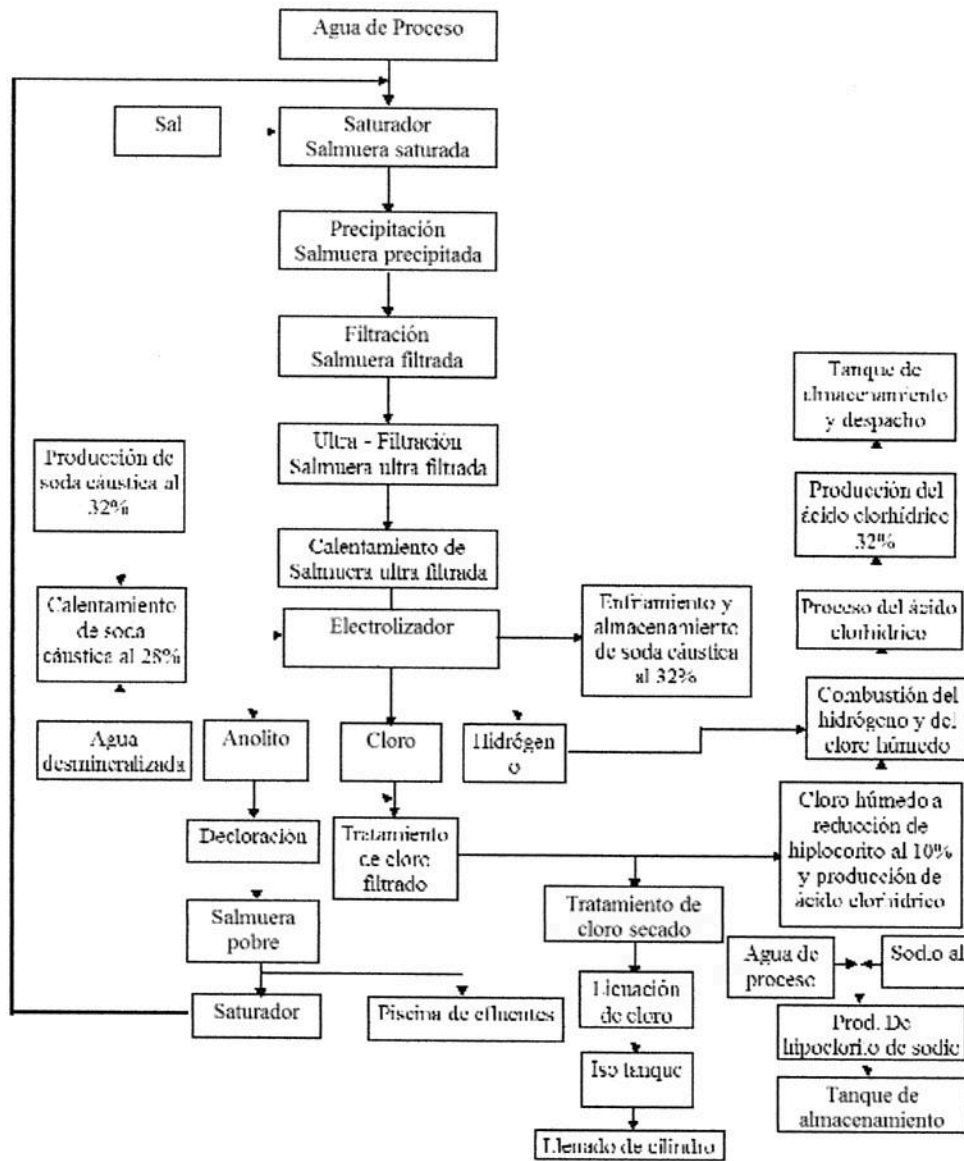 Agua de Proceso
Sal
Saturador
Salmuera saturada
Precipitación
Salmuera precipitada
Filtración
Salmuera filtrada
Ultra - Filtración
Salmuera ultra filtrada
Calentamiento de
Salmuera ultra filtrada
Electrolizador
Producción de
soda cáustica al
32%
Calentamiento
de soca
cáustica al 28%
Agua
desmineralizada
Enfriamiento y
almacenamiento
de soda cáustica
al 32%
Tanque de
almacenamiento
y despacho
Producción del
ácido clorhídrico
32%
Proceso del ácido
clorhídrico
Combustión del
hidrógeno y del
cloro húmedo
Anolito
Cloro
Hidrógen
o
Decloración
Tratamiento
de cloro
filtrado
Cloro húmedo a
reducción de
hiplocorito al 10%
y producción de
ácido clorhidrico
Salmuera
pobre
Tratamiento de
cloro secado
Agua de
proceso
Sodio al
Saturador
Piscina de efluentes
Licuación
de cloro
Prod. De
hipoclorito de sodio
Iso tanque
Tanque de
almacenamiento
Llenado de cilindro